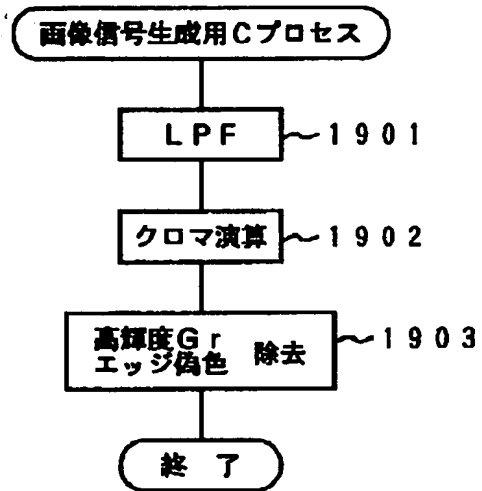 画像信号生成用Cプロセス
LPF 1901
クロマ演算 1902
高輝度Gr
エッジ偽色 除去 1903
終了